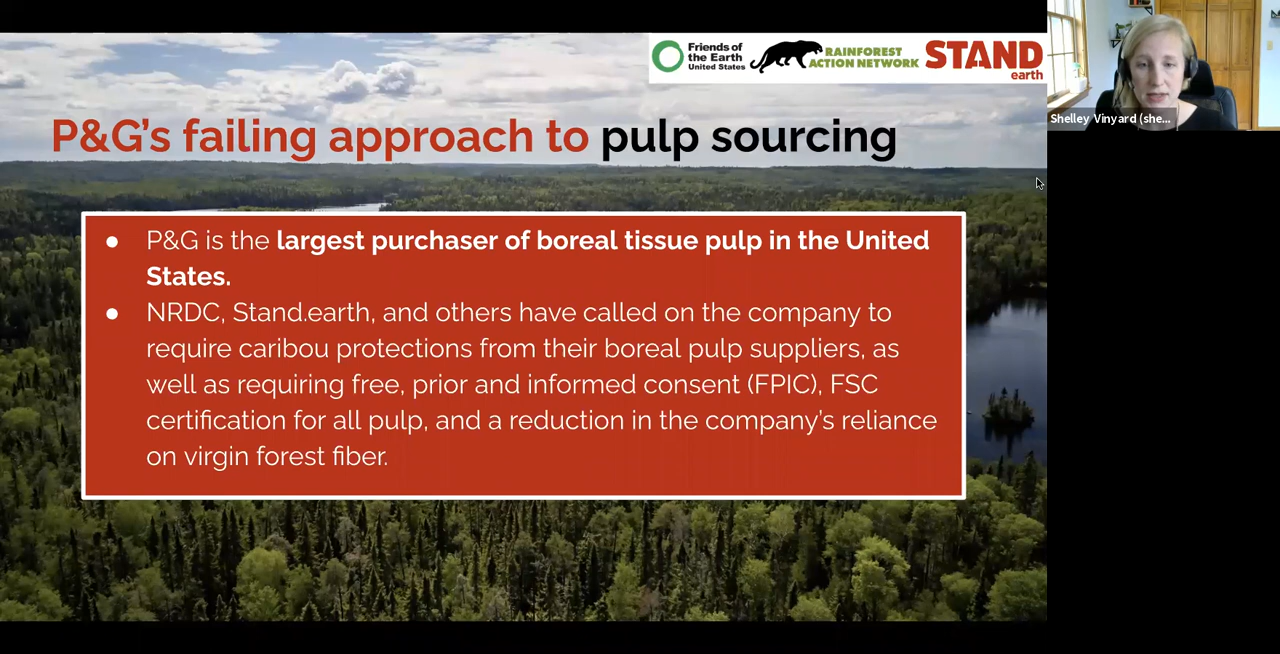 Friends of
the Earth
United States
RAINFOREST
ACTION NETWORK
STAND
earth
Shelley Vinyard (she...
P&G's failing approach to pulp sourcing
● P&G is the largest purchaser of boreal tissue pulp in the United
States.
● NRDC, Stand.earth, and others have called on the company to
require caribou protections from their boreal pulp suppliers, as
well as requiring free, prior and informed consent (FPIC), FSC
certification for all pulp, and a reduction in the company's reliance
on virgin forest fiber.